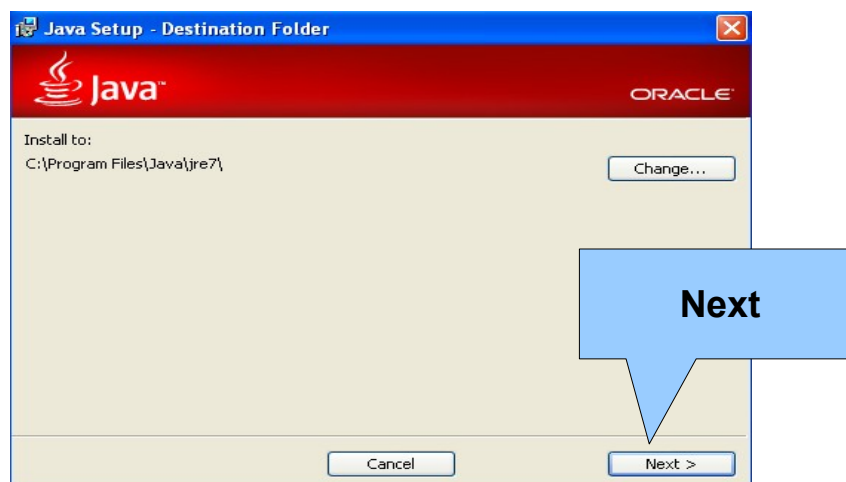 Java Setup - Destination Folder
Java™
ORACLE
Install to:
C:\Program Files\Java\jre7\
Change...
Next
Cancel
Next >